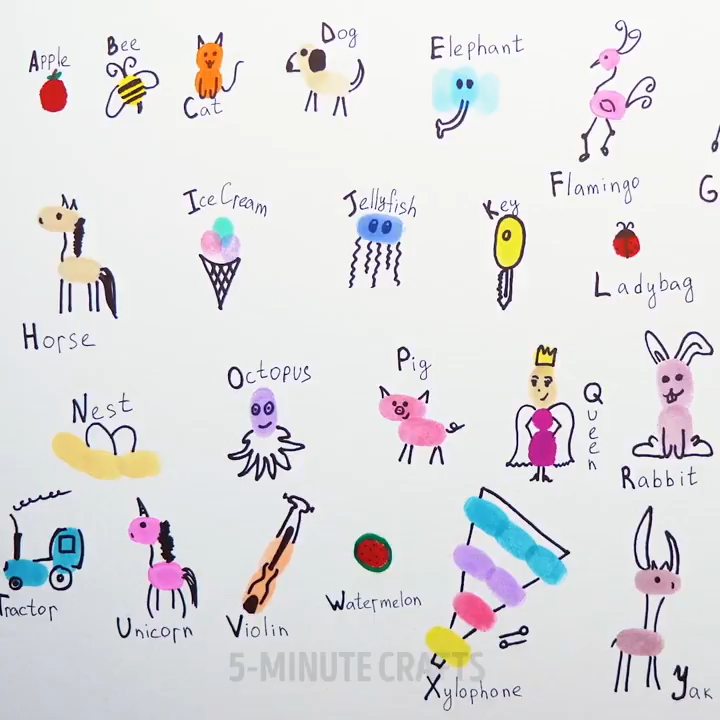 Apple
Bee
Cat
Dog
Elephant
Flamingo
G
Horse
Ice Cream
Jellyfish
Key
Ladybag
Nest
Octopus
Pig
Queen
Rabbit
Tractor
Unicorn
Violin
Watermelon
Xylophone
Yak
5-MINUTE CRAFTS